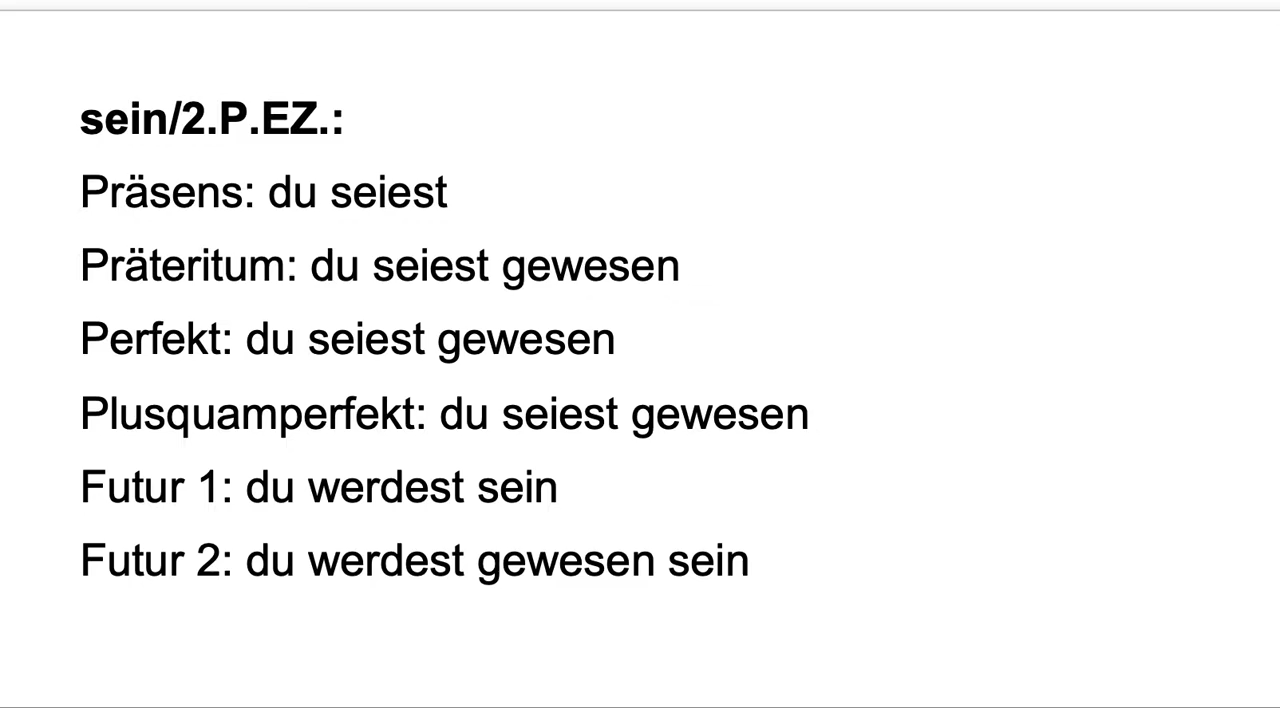 sein/2.P.EZ.:
Präsens: du seiest
Präteritum: du seiest gewesen
Perfekt: du seiest gewesen
Plusquamperfekt: du seiest gewesen
Futur 1: du werdest sein
Futur 2: du werdest gewesen sein